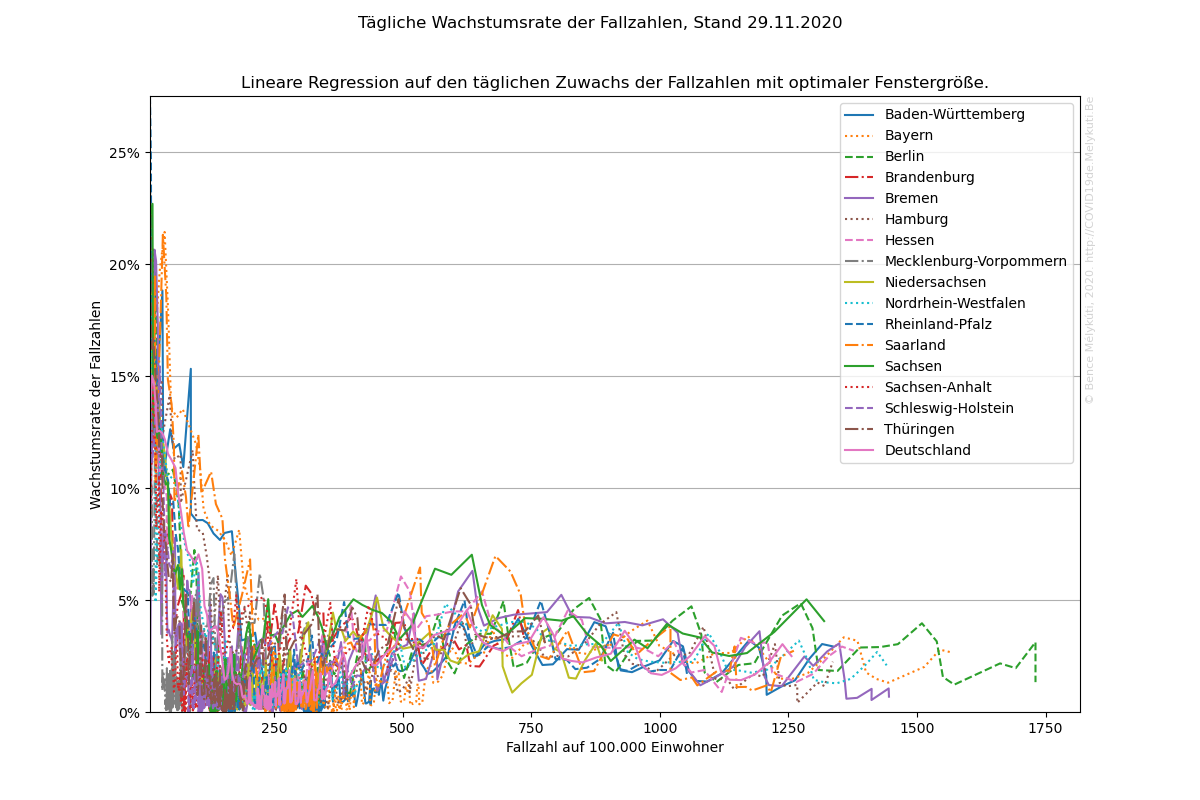 Tägliche Wachstumsrate der Fallzahlen, Stand 29.11.2020
Lineare Regression auf den täglichen Zuwachs der Fallzahlen mit optimaler Fenstergröße.
Baden-Württemberg
Bayern
Berlin
Brandenburg
Bremen
Hamburg
Hessen
Mecklenburg-Vorpommern
Niedersachsen
Nordrhein-Westfalen
Rheinland-Pfalz
Saarland
Sachsen
Sachsen-Anhalt
Schleswig-Holstein
Thüringen
Deutschland
© Bence Mélykúti, 2020. http://COVID19de.Melykuti.Be
Wachstumsrate der Fallzahlen
25%
20%
15%
10%
5%
0%
250
500
750
1000
1250
1500
1750
Fallzahl auf 100.000 Einwohner